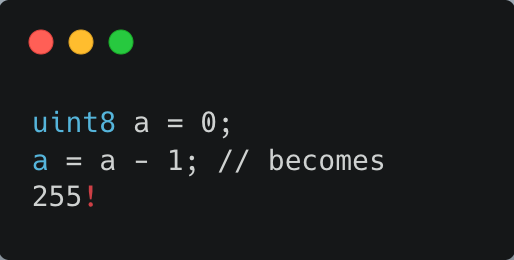 uint8 a = 0;
a = a - 1; // becomes
255!